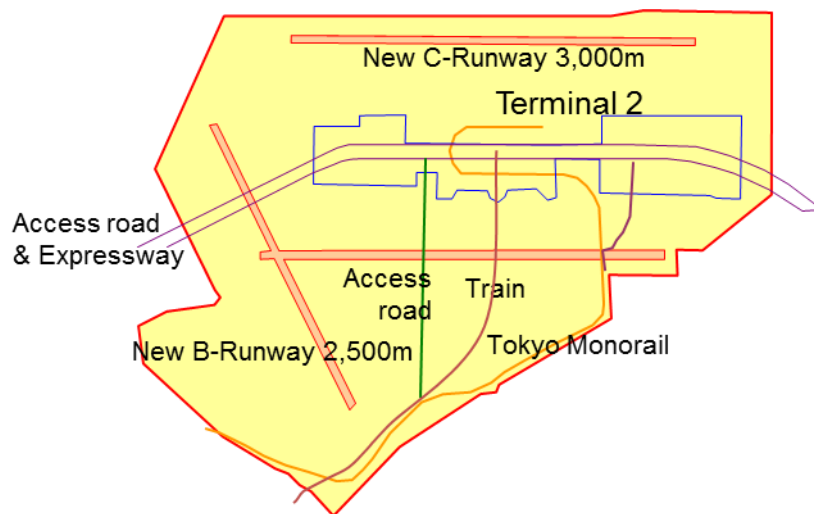 New C-Runway 3,000m
Terminal 2
Access road
& Expressway
Access
road
Train
New B-Runway 2,500m
Tokyo Monorail